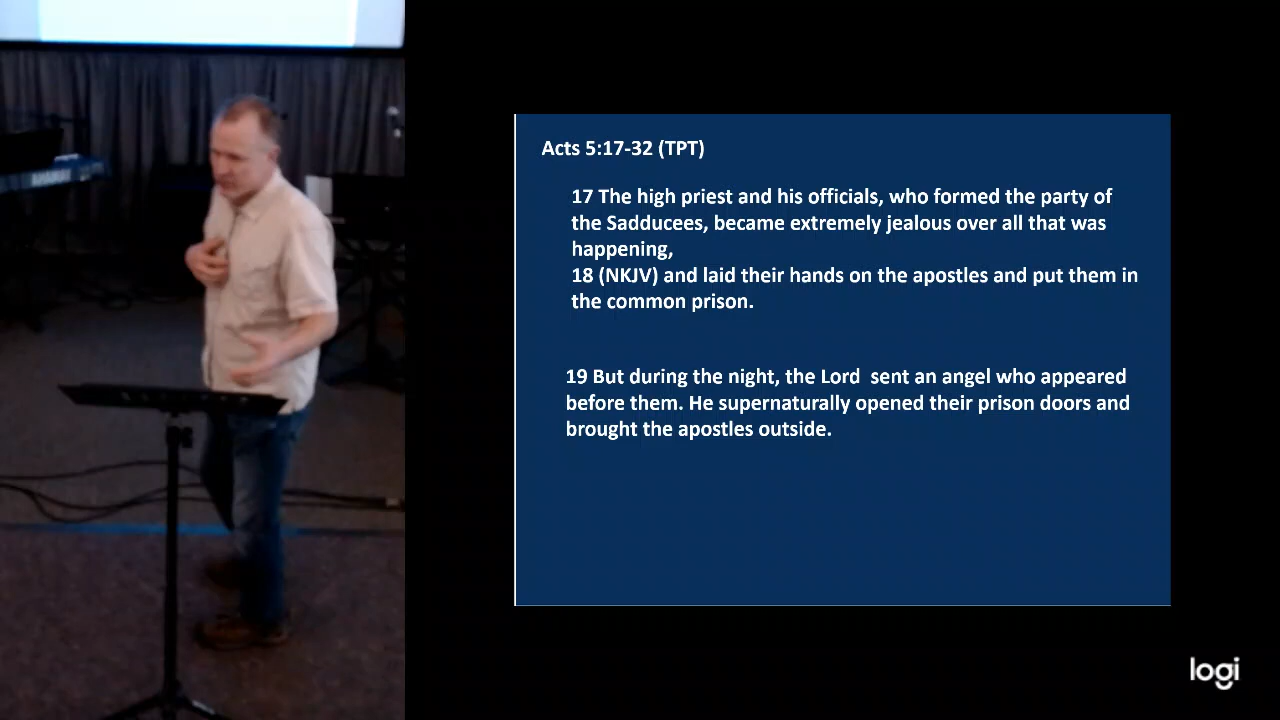 Acts 5:17-32 (TPT)
17 The high priest and his officials, who formed the party of
the Sadducees, became extremely jealous over all that was
happening,
18 (NKJV) and laid their hands on the apostles and put them in
the common prison.
19 But during the night, the Lord  sent an angel who appeared
before them. He supernaturally opened their prison doors and
brought the apostles outside.
logi